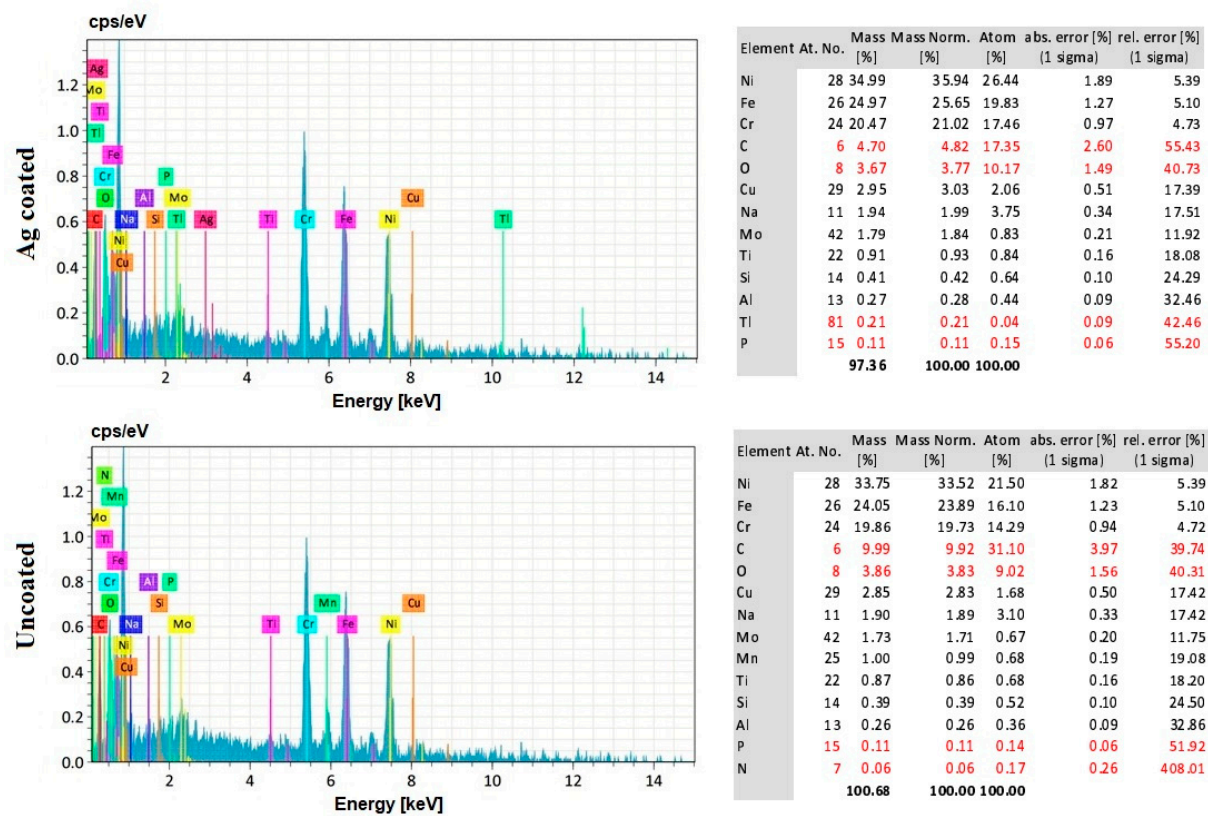 cps/eV
Ag
Mo
Ti
Tl
Fe
Cr P
O Al Mo Cu
C Na Si Tl Ag Ti Cr Fe Ni Tl
Ni
Cu
1.2
1.0
0.8
0.6
0.4
0.2
0.0
2 4 6 8 10 12 14
Energy [keV]
Ag coated
Element At. No. Mass Mass Norm. Atom abs. error [%] rel. error [%]
[%] [%] [%] (1 sigma) (1 sigma)
Ni 28 34.99 35.94 26.44 1.89 5.39
Fe 26 24.97 25.65 19.83 1.27 5.10
Cr 24 20.47 21.02 17.46 0.97 4.73
C 6 4.70 4.82 17.35 2.60 55.43
O 8 3.67 3.77 10.17 1.49 40.73
Cu 29 2.95 3.03 2.06 0.51 17.39
Na 11 1.94 1.99 3.75 0.34 17.51
Mo 42 1.79 1.84 0.83 0.21 11.92
Ti 22 0.91 0.93 0.84 0.16 18.08
Si 14 0.41 0.42 0.64 0.10 24.29
Al 13 0.27 0.28 0.44 0.09 32.46
Tl 81 0.21 0.21 0.04 0.09 42.46
P 15 0.11 0.11 0.15 0.06 55.20
97.36 100.00 100.00
cps/eV
N
Mn
Mo
Ti
Fe
Cr Al P
O Si Mn Cu
C Na Mo Ti Cr Fe Ni
Ni
Cu
1.2
1.0
0.8
0.6
0.4
0.2
0.0
2 4 6 8 10 12 14
Energy [keV]
Uncoated
Element At. No. Mass Mass Norm. Atom abs. error [%] rel. error [%]
[%] [%] [%] (1 sigma) (1 sigma)
Ni 28 33.75 33.52 21.50 1.82 5.39
Fe 26 24.05 23.89 16.10 1.23 5.10
Cr 24 19.86 19.73 14.29 0.94 4.72
C 6 9.99 9.92 31.10 3.97 39.74
O 8 3.86 3.83 9.02 1.56 40.31
Cu 29 2.85 2.83 1.68 0.50 17.42
Na 11 1.90 1.89 3.10 0.33 17.42
Mo 42 1.73 1.71 0.67 0.20 11.75
Mn 25 1.00 0.99 0.68 0.19 19.08
Ti 22 0.87 0.86 0.68 0.16 18.20
Si 14 0.39 0.39 0.52 0.10 24.50
Al 13 0.26 0.26 0.36 0.09 32.86
P 15 0.11 0.11 0.14 0.06 51.92
N 7 0.06 0.06 0.17 0.26 408.01
100.68 100.00 100.00